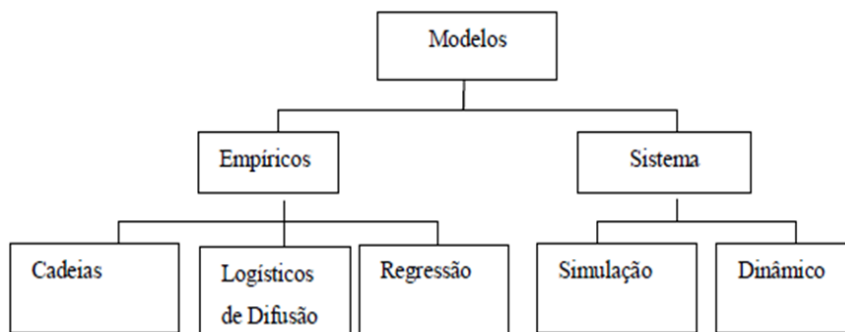 Modelos
Empíricos
Sistema
Cadeias
Logísticos
de Difusão
Regressão
Simulação
Dinâmico